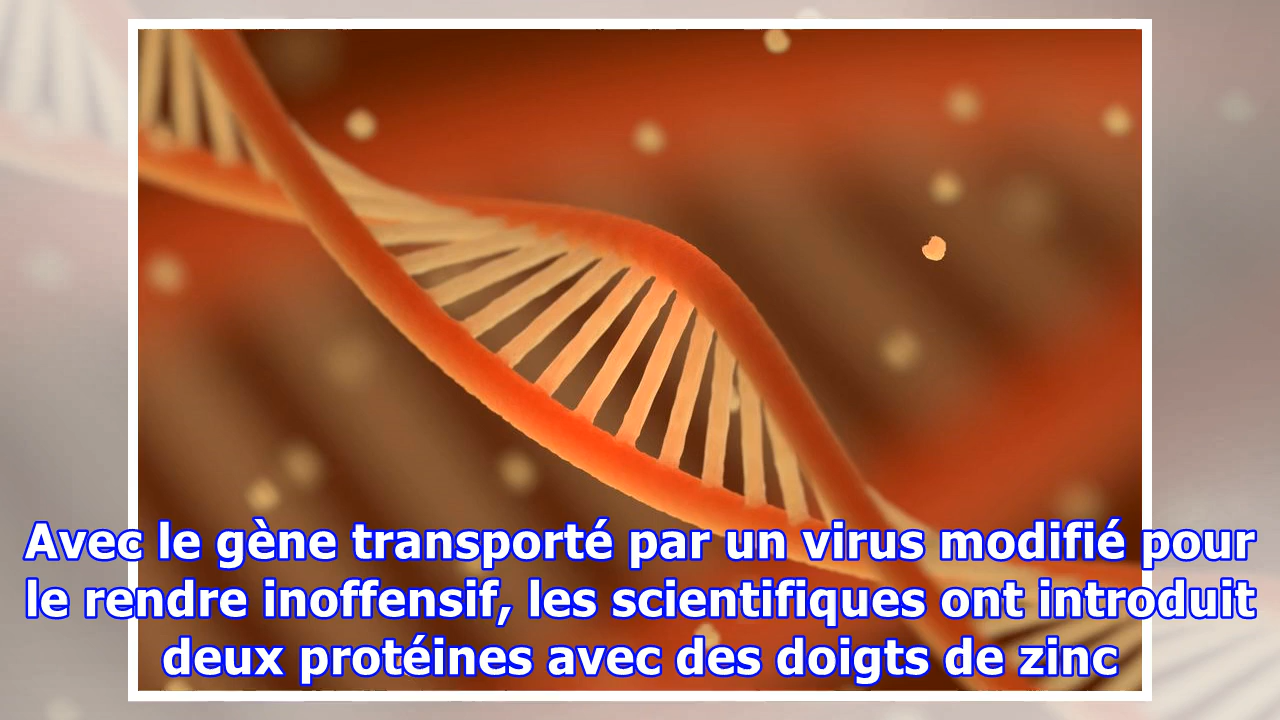 Avec le gène transporté par un virus modifié pour
le rendre inoffensif, les scientifiques ont introduit
deux protéines avec des doigts de zinc